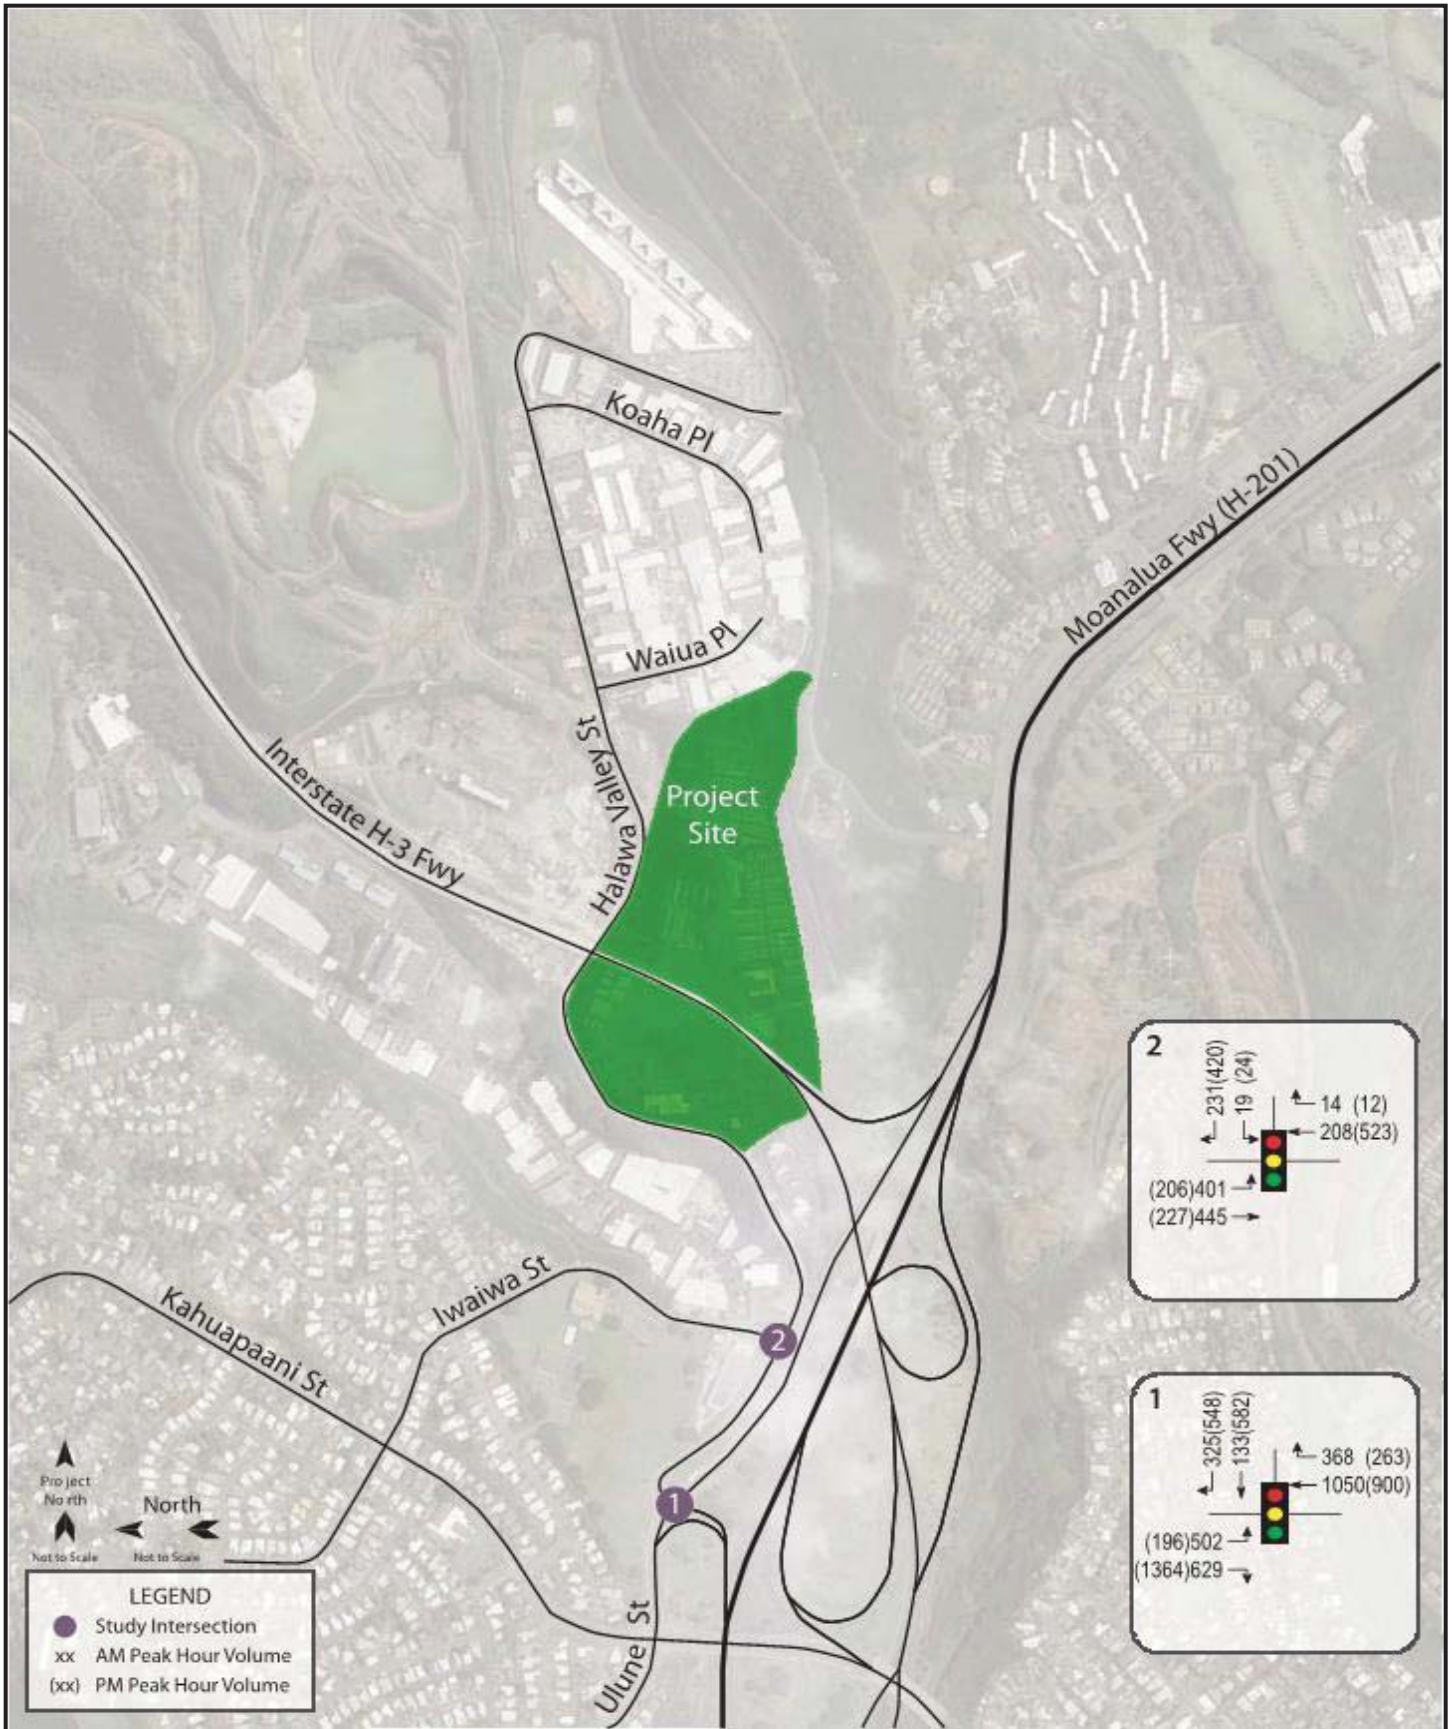 Koaha Pl
Moanalua Fwy (H-201)
Waiua Pl
Halawa Valley St
Project
Site
Interstate H-3 Fwy
2
231(420)
19 (24)
14 (12)
208(523)
(206)401
(227)445
Iwaiwa St
Kahuapaani St
2
1
325(548)
133(582)
368 (263)
1050(900)
(196)502
(1364)629
1
Project
North
North
Not to Scale
Not to Scale
Ulune St
LEGEND
Study Intersection
xx AM Peak Hour Volume
(xx) PM Peak Hour Volume